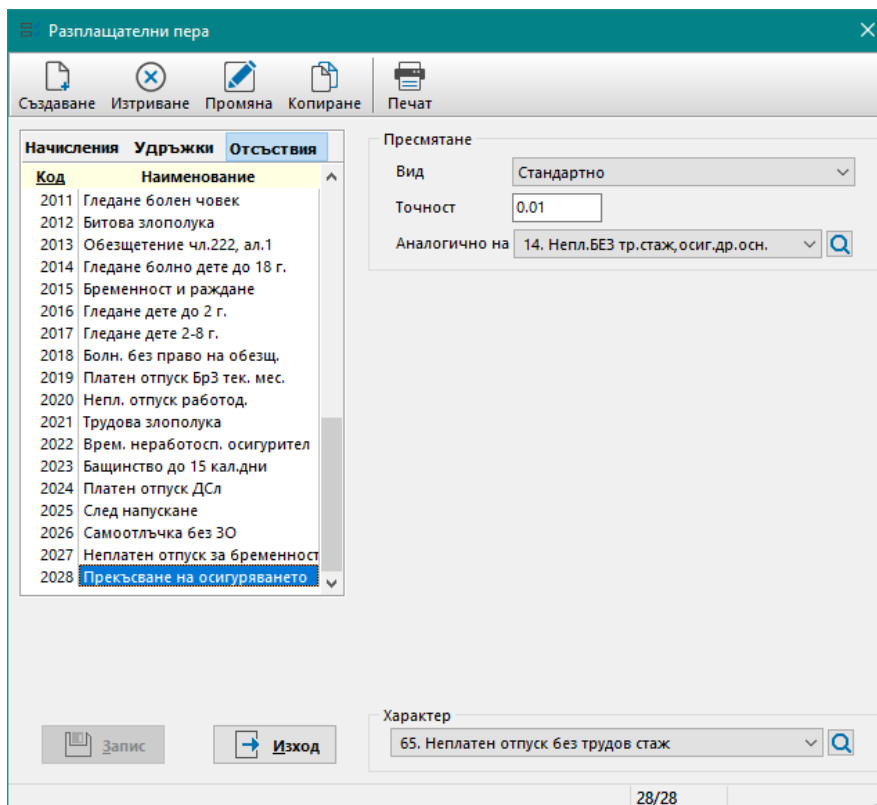 Разплащателни пера
Създаване Изтриване Промяна Копиране Печат
Начисления Удръжки Отсъствия
Код Наименование
2011 Гледане болен човек
2012 Битова злополука
2013 Обезщетение чл.222, ал.1
2014 Гледане болно дете до 18 г.
2015 Бременност и раждане
2016 Гледане дете до 2 г.
2017 Гледане дете 2-8 г.
2018 Болн. без право на обезщ.
2019 Платен отпуск Бр3 тек. мес.
2020 Непл. отпуск работод.
2021 Трудова злополука
2022 Врем. неработосп. осигурител
2023 Бащинство до 15 кал.дни
2024 Платен отпуск ДСл
2025 След напускане
2026 Самоотлъчка без ЗО
2027 Неплатен отпуск за бременност
2028 Прекъсване на осигуряването
Пресмятане
Вид Стандартно
Точност 0.01
Аналогично на 14. Непл.БЕЗ тр.стаж,осиг.др.осн.
Характер
65. Неплатен отпуск без трудов стаж
Запис Изход
28/28